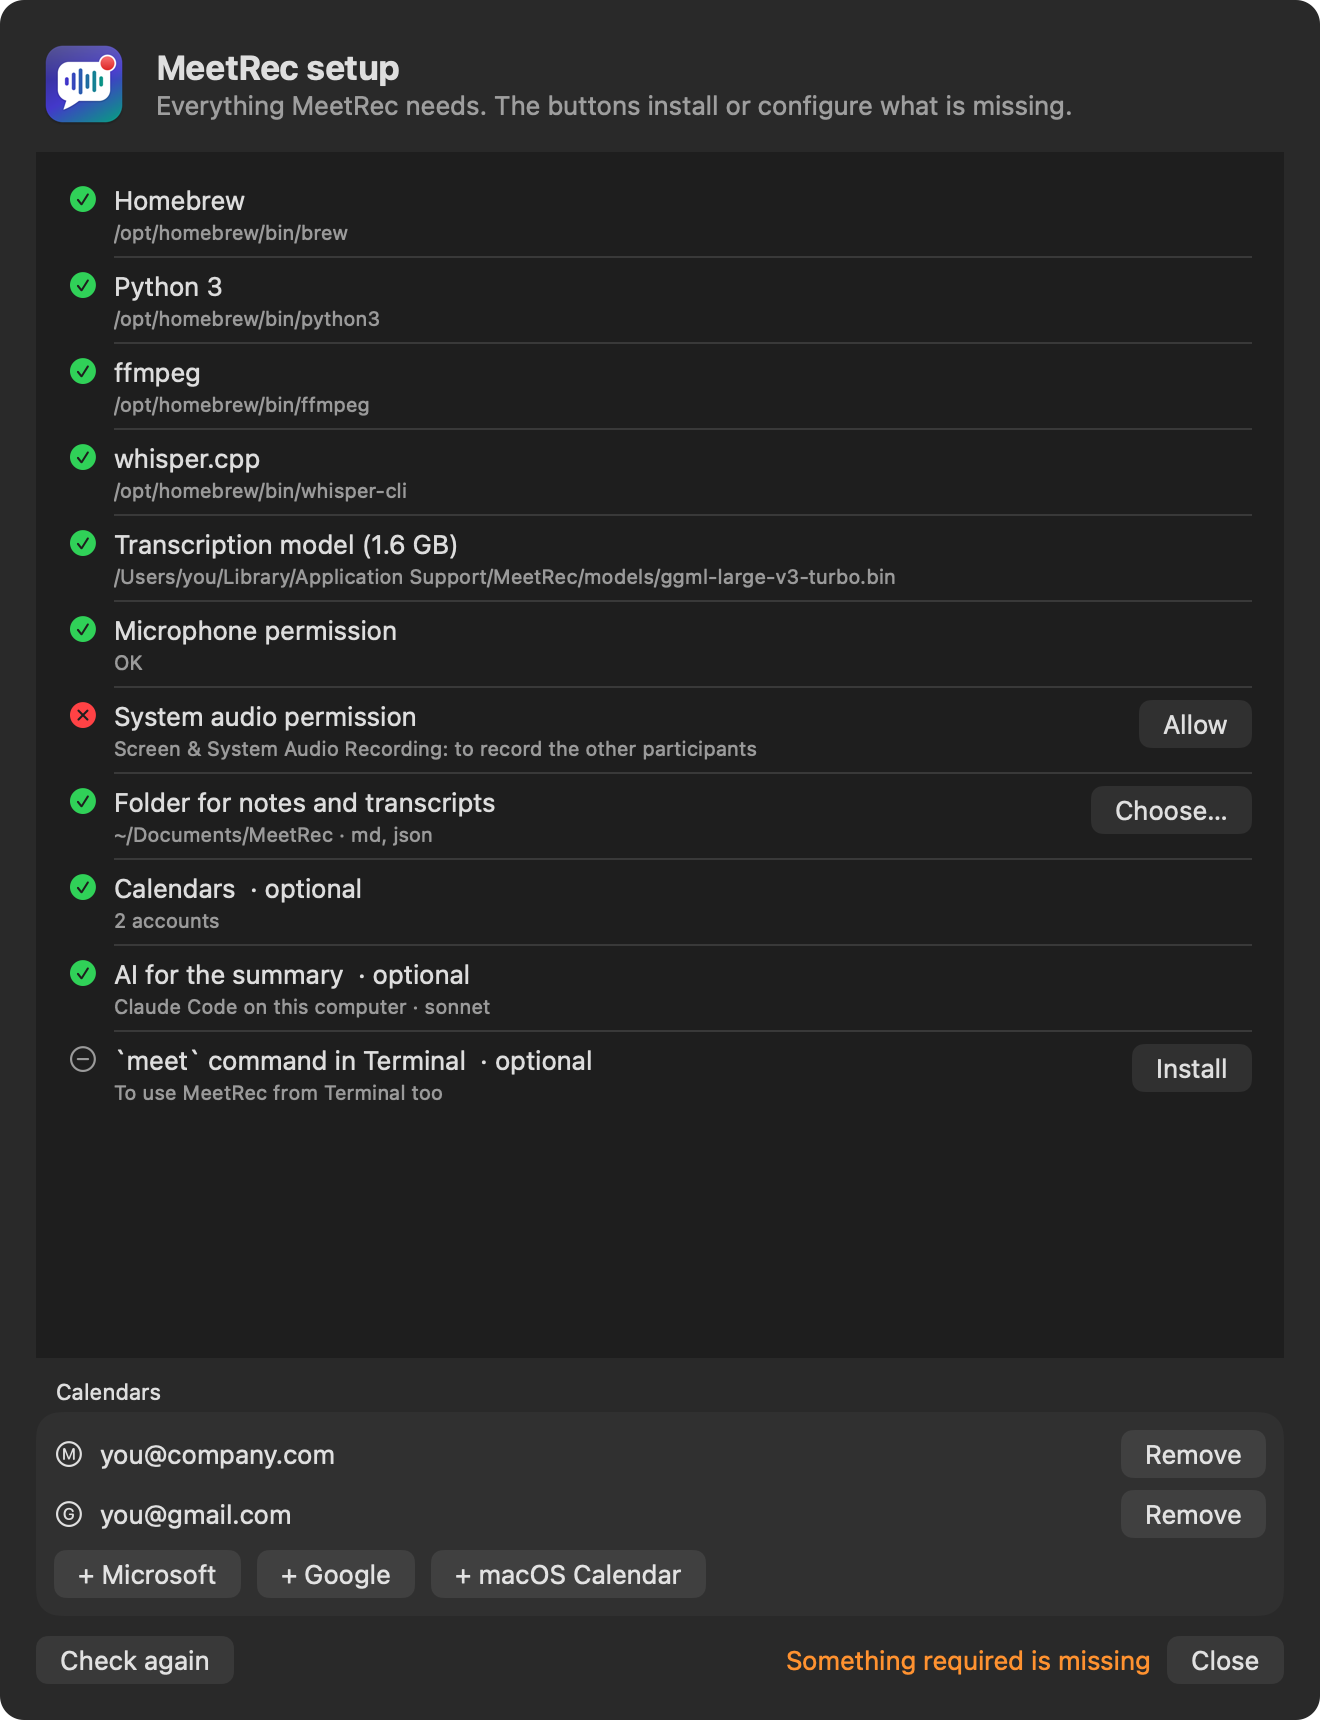 MeetRec setup
Everything MeetRec needs. The buttons install or configure what is missing.
Homebrew
/opt/homebrew/bin/brew
Python 3
/opt/homebrew/bin/python3
ffmpeg
/opt/homebrew/bin/ffmpeg
whisper.cpp
/opt/homebrew/bin/whisper-cli
Transcription model (1.6 GB)
/Users/you/Library/Application Support/MeetRec/models/ggml-large-v3-turbo.bin
Microphone permission
OK
System audio permission
Allow
Screen & System Audio Recording: to record the other participants
Folder for notes and transcripts
Choose...
~/Documents/MeetRec · md, json
Calendars · optional
2 accounts
AI for the summary · optional
Claude Code on this computer · sonnet
`meet` command in Terminal · optional
Install
To use MeetRec from Terminal too
Calendars
M you@company.com Remove
G you@gmail.com Remove
+ Microsoft + Google + macOS Calendar
Check again Something required is missing Close